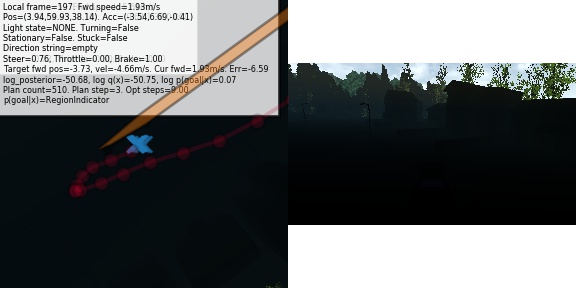 Local frame=197. Fwd speed=1.93m/s
Pos=(3.94,59.93,38.14). Acc=(-3.54,6.69,-0.41)
Light state=NONE. Turning=False
Stationary=False. Stuck=False
Direction string=empty
Steer=0.76, Throttle=0.00, Brake=1.00
Target fwd pos=-3.73, vel=-4.66m/s. Cur fwd=1.93m/s. Err=-6.59
log_posterior=-50.68, log q(x)=-50.75, log p(goal|x)=0.07
Plan count=510. Plan step=3. Opt steps=0.00
p(goal|x)=RegionIndicator